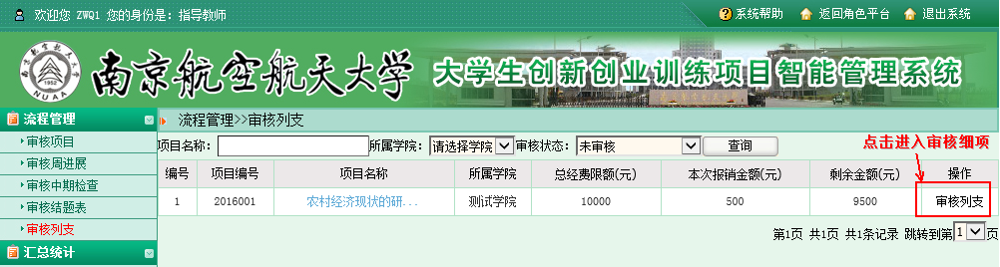 欢迎您 ZWQ1 您的身份是：指导教师
系统帮助 返回角色平台 退出系统
南京航空航天大学 大学生创新创业训练项目智能管理系统
1952
NUAA
流程管理
审核项目
审核周进展
审核中期检查
审核结题表
审核列支
汇总统计
流程管理>>审核列支
项目名称： 所属学院： 请选择学院 审核状态： 未审核 查询
点击进入审核细项
编号 项目编号 项目名称 所属学院 总经费限额(元) 本次报销金额(元) 剩余金额(元) 操作
1 2016001 农村经济现状的研... 测试学院 10000 500 9500 审核列支
第1页 共1页 共1条记录 跳转到第 1 页